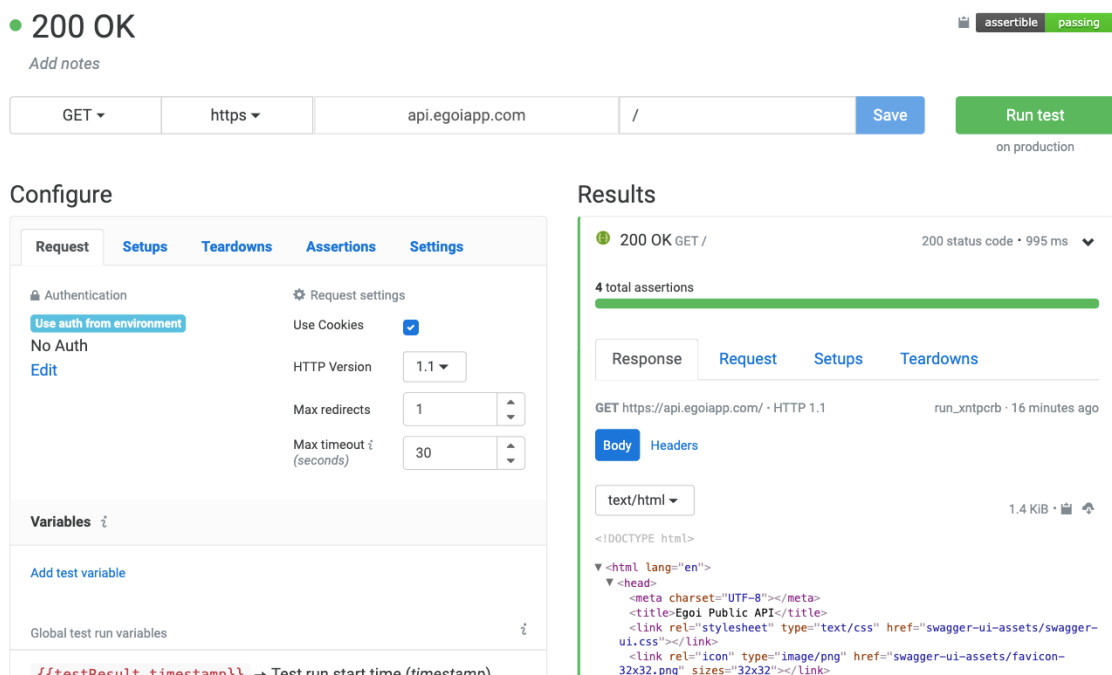 200 OK
assertible passing
Add notes
GET https api.egoiapp.com / Save Run test
on production
Configure
Request Setups Teardowns Assertions Settings
Authentication
Use auth from environment
No Auth
Edit
Request settings
Use Cookies
HTTP Version 1.1
Max redirects 1
Max timeout i 30
(seconds)
Variables i
Add test variable
Global test run variables i
{{testResult.timestamp}} → Test run start time (timestamp)
Results
200 OK GET / 200 status code • 995 ms
4 total assertions
Response Request Setups Teardowns
GET https://api.egoiapp.com/ · HTTP 1.1 run_xntpcrb · 16 minutes ago
Body Headers
text/html
1.4 KiB •
<!DOCTYPE html>
<html lang="en">
<head>
<meta charset="UTF-8"></meta>
<title>Egoi Public API</title>
<link rel="stylesheet" type="text/css" href="swagger-ui-assets/swagger-
ui.css"></link>
<link rel="icon" type="image/png" href="swagger-ui-assets/favicon-
32x32.png" sizes="32x32"></link>